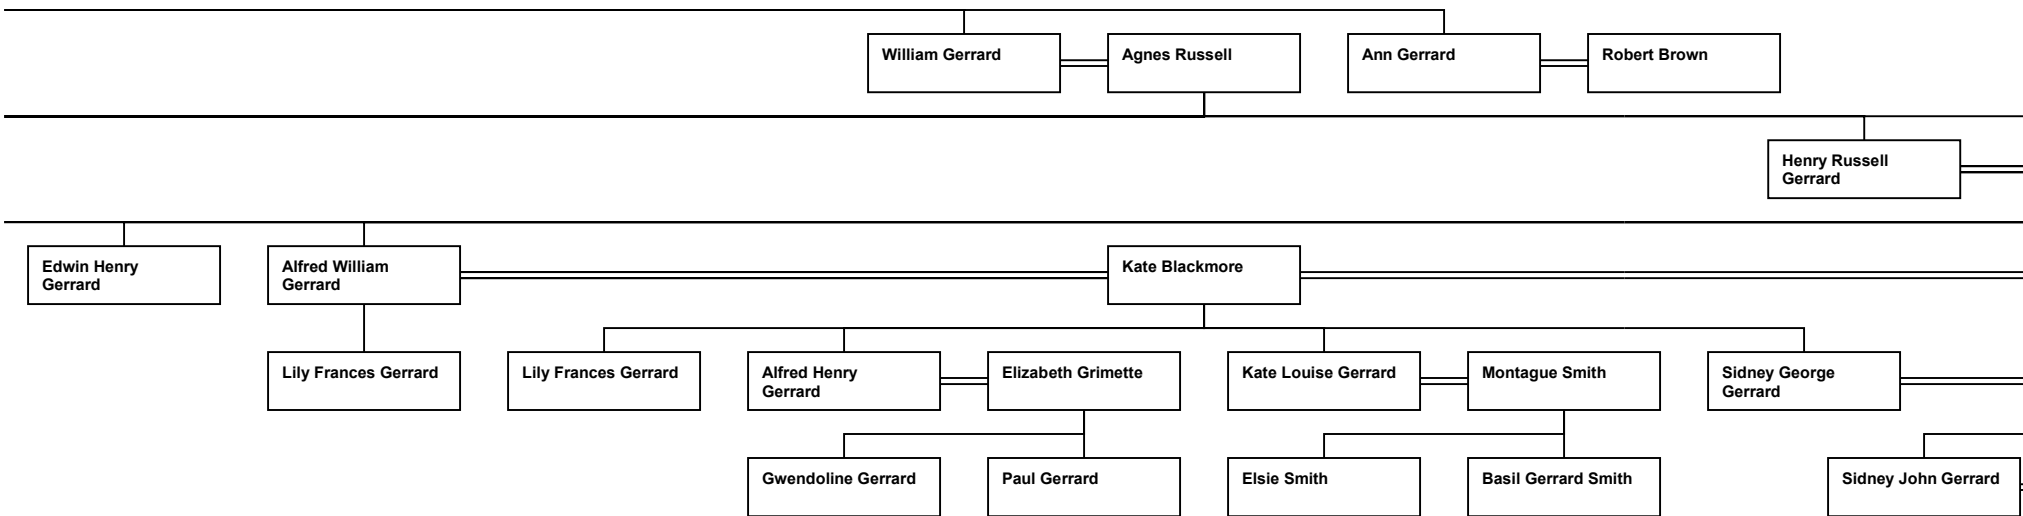 William Gerrard
Agnes Russell
Ann Gerrard
Robert Brown
Henry Russell
Gerrard
Edwin Henry
Gerrard
Alfred William
Gerrard
Kate Blackmore
Lily Frances Gerrard
Lily Frances Gerrard
Alfred Henry
Gerrard
Elizabeth Grimette
Kate Louise Gerrard
Montague Smith
Sidney George
Gerrard
Gwendoline Gerrard
Paul Gerrard
Elsie Smith
Basil Gerrard Smith
Sidney John Gerrard